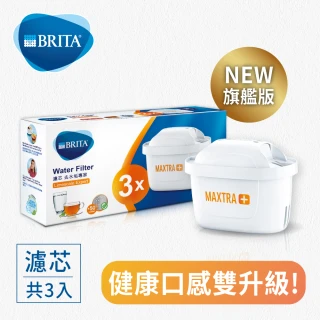 BRITA
NEW
旗艦版
BRITA
Water Filter
濾芯 去水垢專家
3x
MAXTRA+
MAXTRA+
濾芯
共3入
健康口感雙升級!